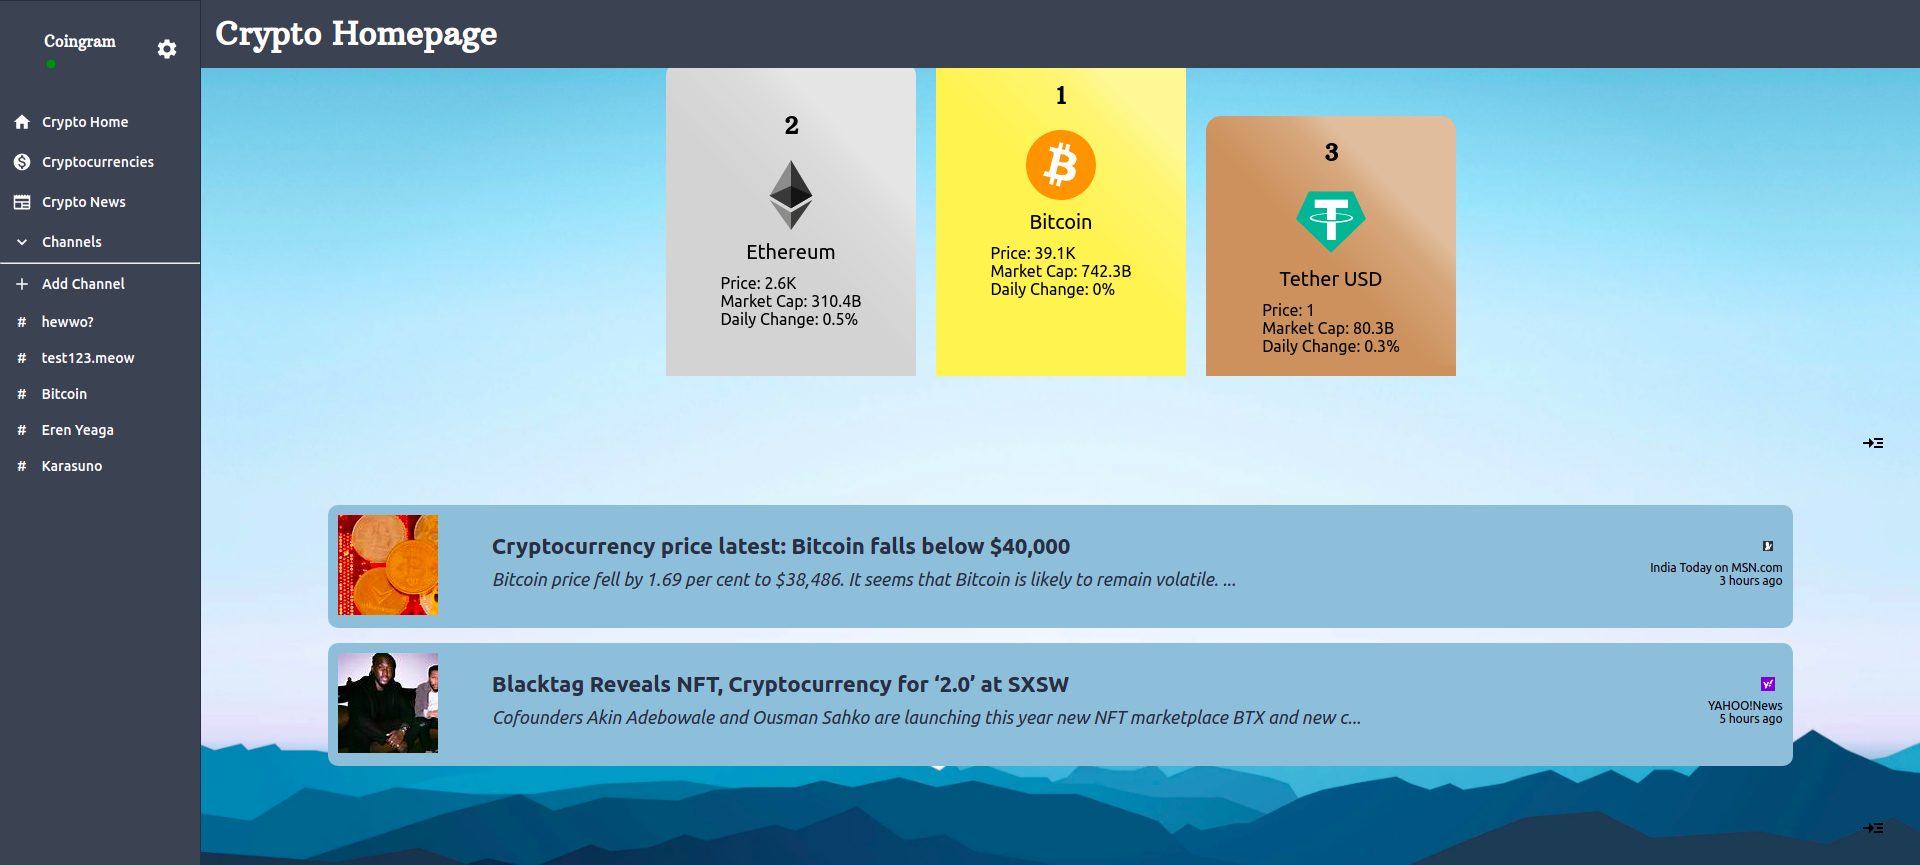 Coingram
Crypto Home
Cryptocurrencies
Crypto News
Channels
Add Channel
# hewwo?
# test123.meow
# Bitcoin
# Eren Yeaga
# Karasuno
Crypto Homepage
2
Ethereum
Price: 2.6K
Market Cap: 310.4B
Daily Change: 0.5%
1
Bitcoin
Price: 39.1K
Market Cap: 742.3B
Daily Change: 0%
3
Tether USD
Price: 1
Market Cap: 80.3B
Daily Change: 0.3%
Cryptocurrency price latest: Bitcoin falls below $40,000
Bitcoin price fell by 1.69 per cent to $38,486. It seems that Bitcoin is likely to remain volatile. ...
India Today on MSN.com
3 hours ago
Blacktag Reveals NFT, Cryptocurrency for ‘2.0’ at SXSW
Cofounders Akin Adebowale and Ousman Sahko are launching this year new NFT marketplace BTX and new c...
y!
YAHOO!News
5 hours ago